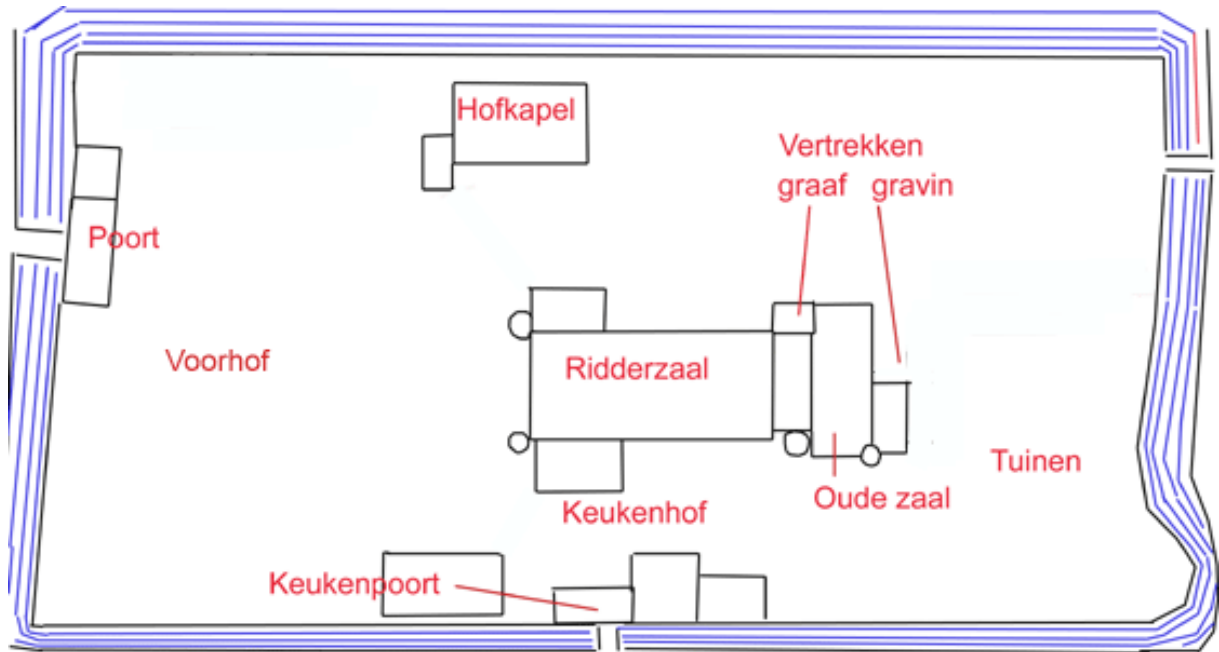 Hofkapel
Vertrekken
graaf gravin
Poort
Voorhof
Ridderzaal
Tuinen
Oude zaal
Keukenhof
Keukenpoort